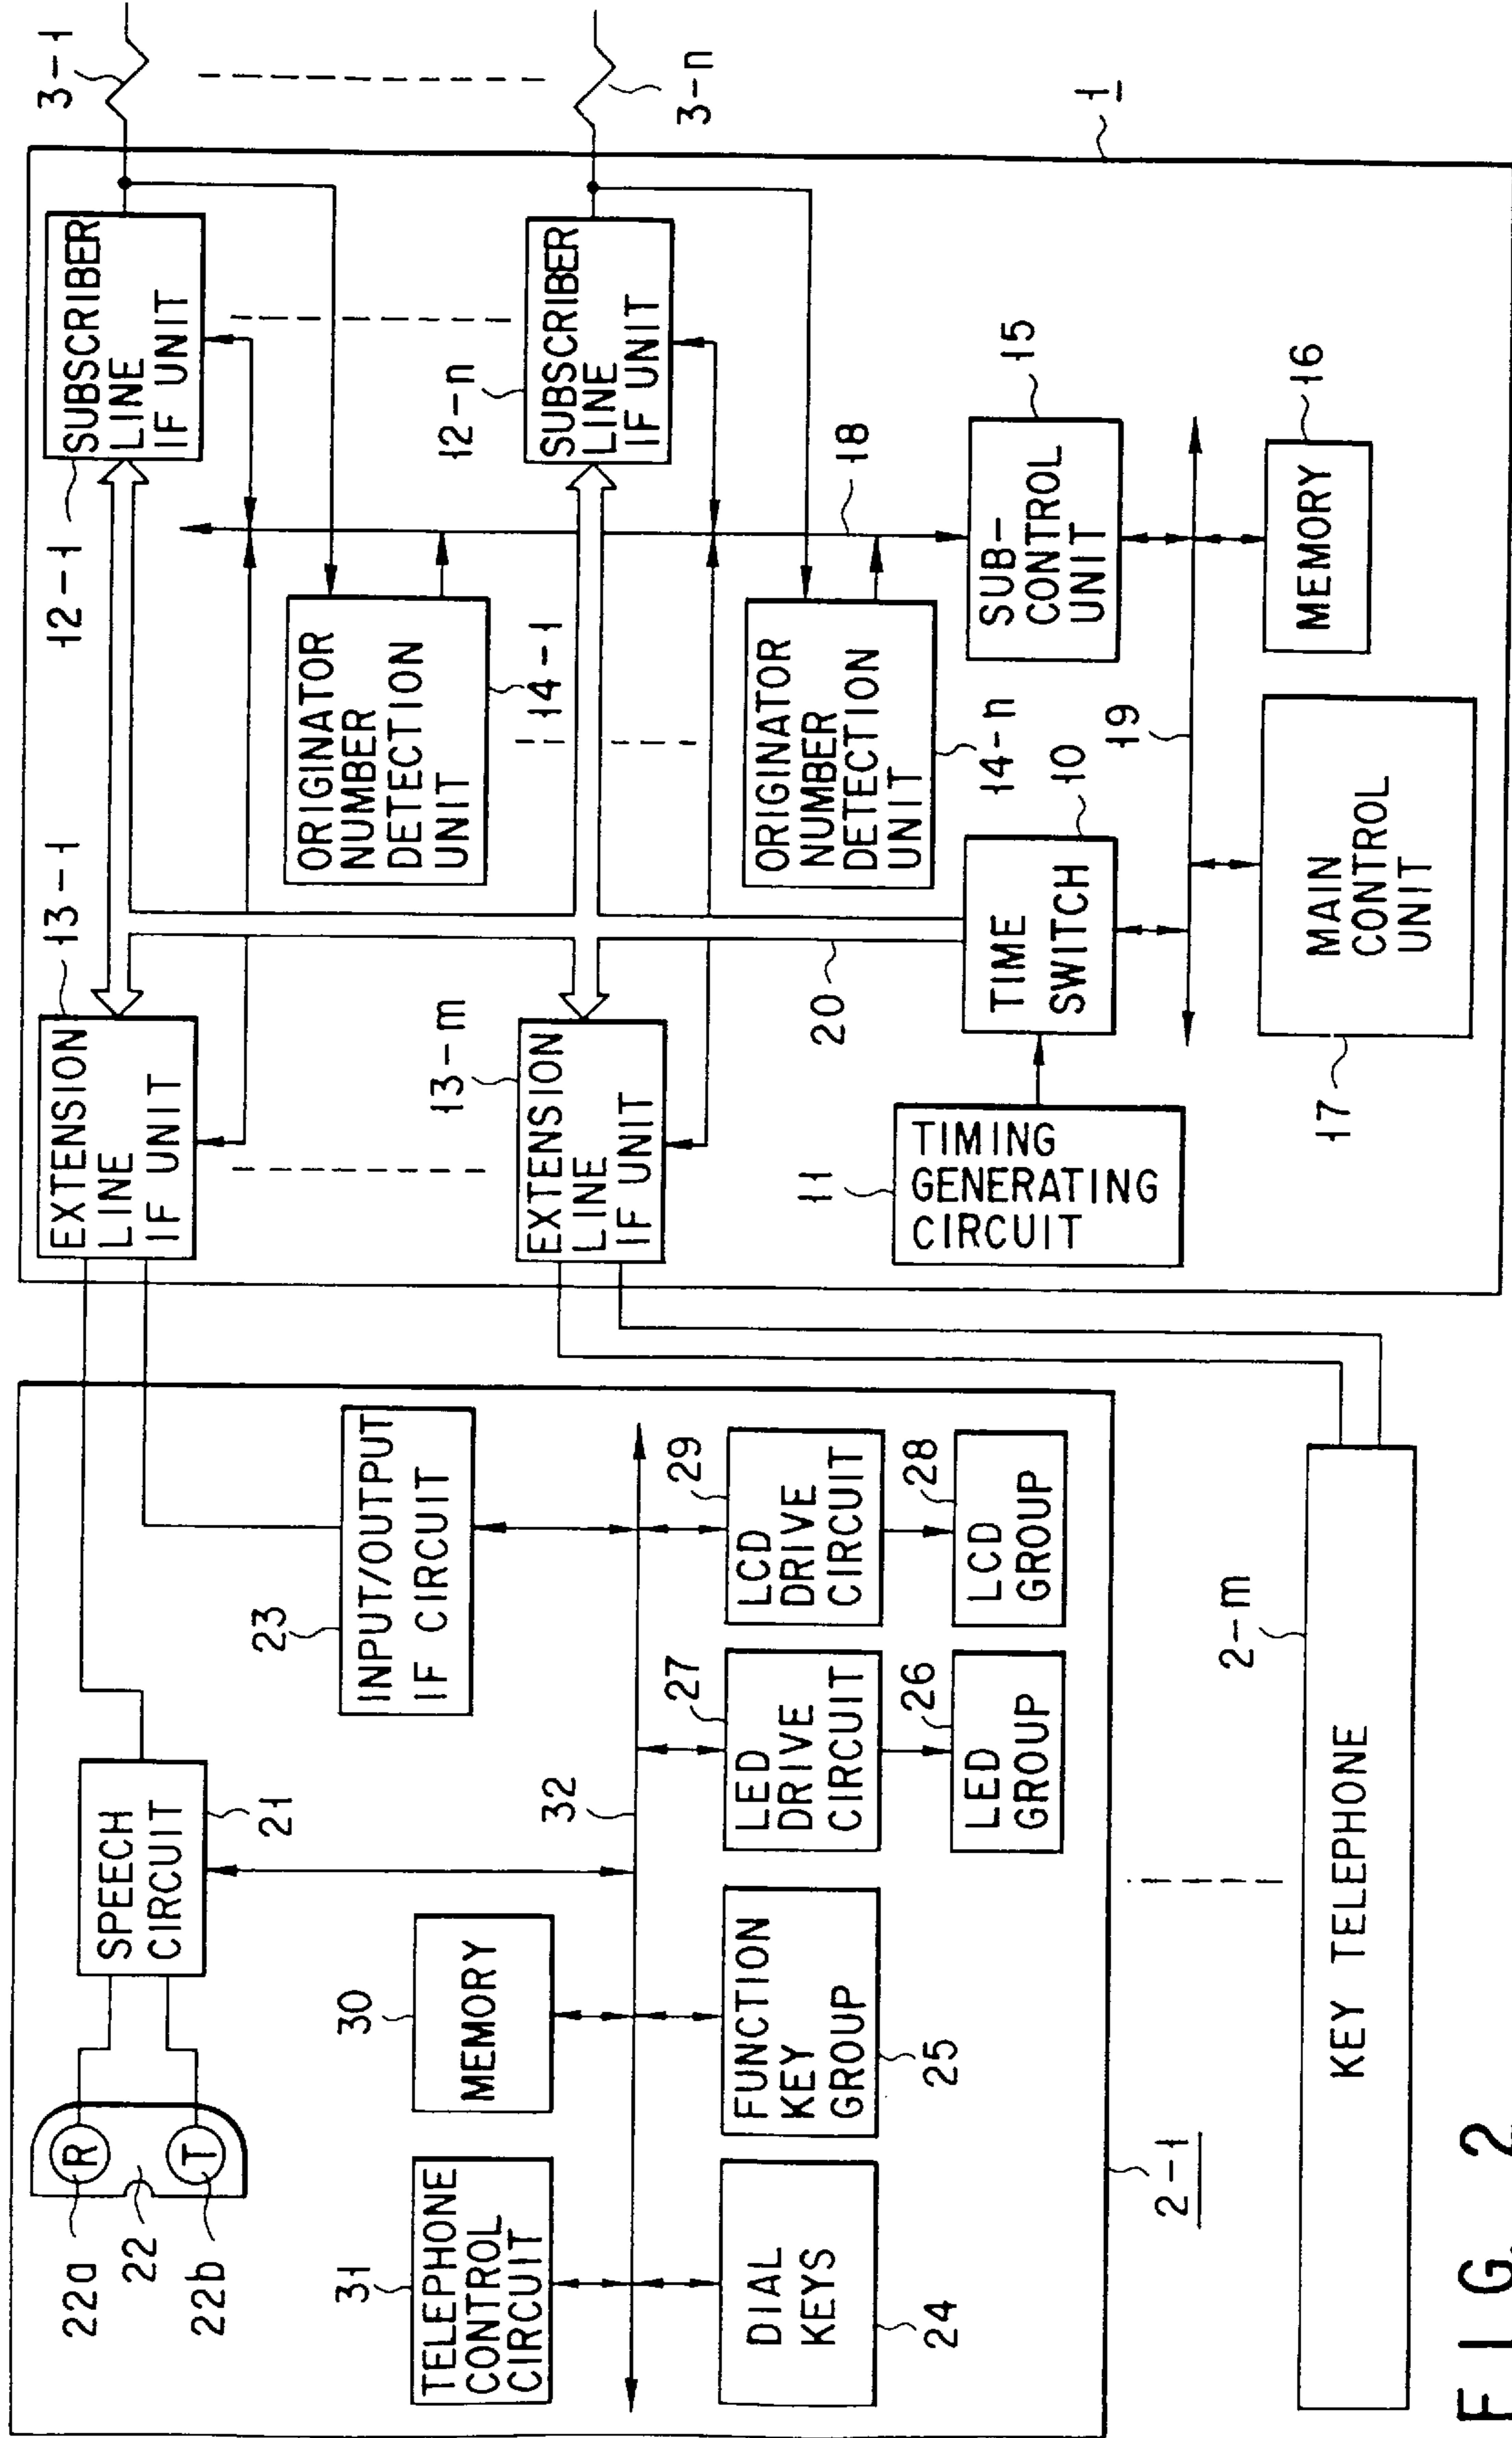 22a
22
22b
R
T
SPEECH
CIRCUIT
21
31
TELEPHONE
CONTROL
CIRCUIT
30
MEMORY
23
INPUT/OUTPUT
IF CIRCUIT
32
DIAL
KEYS
24
FUNCTION
KEY
GROUP
25
27
LED
DRIVE
CIRCUIT
26
LED
GROUP
29
LCD
DRIVE
CIRCUIT
28
LCD
GROUP
2-1
2-m
KEY TELEPHONE
EXTENSION
LINE
IF UNIT
13-1
12-1
SUBSCRIBER
LINE
IF UNIT
3-1
ORIGINATOR
NUMBER
DETECTION
UNIT
14-1
13-m
EXTENSION
LINE
IF UNIT
12-n
SUBSCRIBER
LINE
IF UNIT
3-n
ORIGINATOR
NUMBER
DETECTION
UNIT
14-n
18
20
11
TIMING
GENERATING
CIRCUIT
TIME
SWITCH
10
SUB-
CONTROL
UNIT
15
19
17
MAIN
CONTROL
UNIT
MEMORY
16
1
FIG. 2